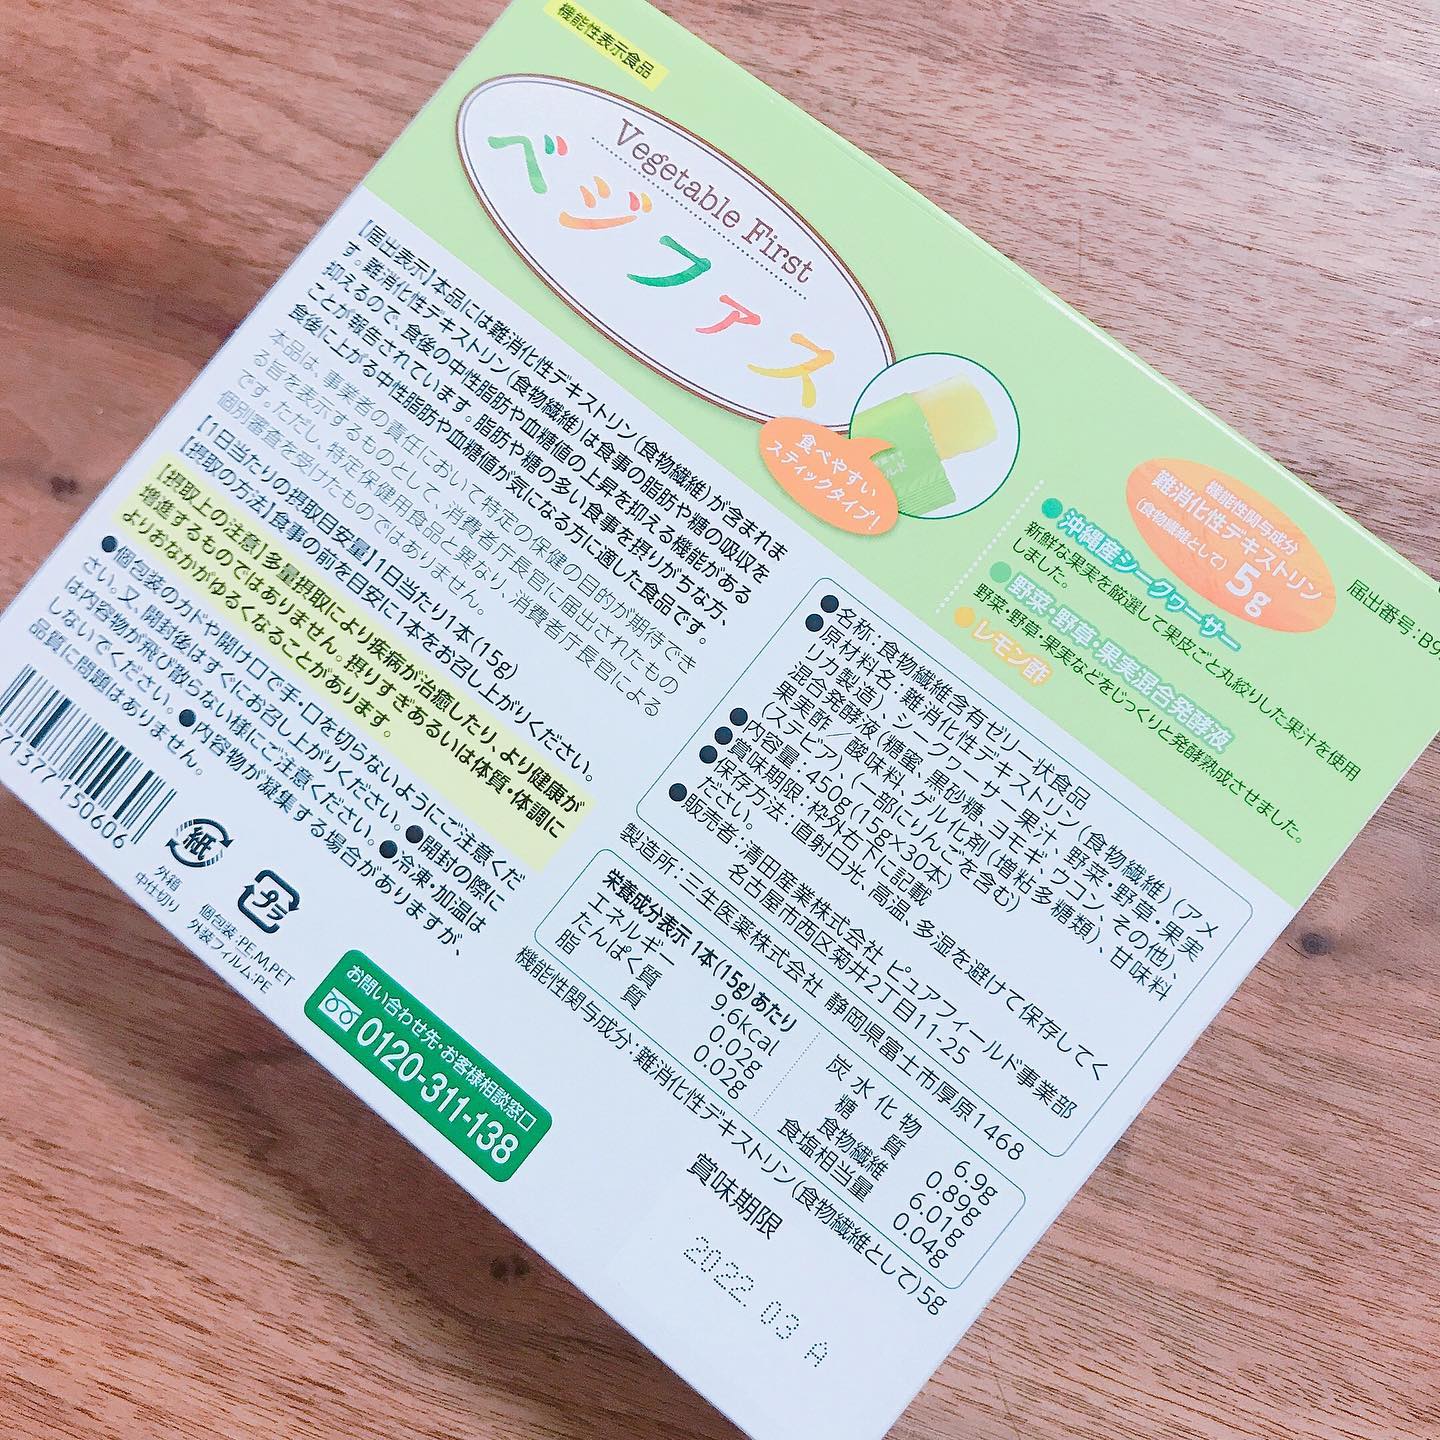 機能性表示食品
Vegetable First
ベジファス
食べやすい
スティックタイプ!
機能性関与成分
難消化性デキストリン
(食物繊維として)5g
届出番号:B9
●沖縄産シークヮーサー
新鮮な果実を厳選して果皮ごと丸絞りした果汁を使用
しました。
●野菜・野草・果実混合発酵液
野菜・野草・果実などをじっくりと発酵熟成させました。
●レモン酢
【届出表示】本品には難消化性デキストリン(食物繊維)が含まれま
す。難消化性デキストリン(食物繊維)は食事の脂肪や糖の吸収を
抑えるので、食後の中性脂肪や血糖値の上昇を抑える機能がある
ことが報告されています。脂肪や糖の多い食事を摂りがちな方、
食後に上がる中性脂肪や血糖値が気になる方に適した食品です。
本品は、事業者の責任において特定の保健の目的が期待でき
る旨を表示するものとして、消費者庁長官に届出されたもの
です。ただし、特定保健用食品と異なり、消費者庁長官による
個別審査を受けたものではありません。
【1日当たりの摂取目安量】1日当たり1本(15g)
【摂取の方法】食事の前を目安に1本をお召し上がりください。
【摂取上の注意】多量摂取により疾病が治癒したり、より健康が
増進するものではありません。摂りすぎあるいは体質・体調に
よりおなかがゆるくなることがあります。
●個包装のカドや開け口で手・口を切らないようにご注意くだ
さい。又、開封後はすぐにお召し上がりください。●開封の際に
は内容物が飛び散らない様にご注意ください。●冷凍・加温は
しないでください。●内容物が凝集する場合がありますが、
品質に問題はありません。
71377 150606
紙
外箱
中仕切り
プラ
個包装:PE,M,PET
外装フィルム:PE
お問い合わせ先・お客様相談窓口
0120-311-138
●名称:食物繊維含有ゼリー状食品
●原材料名:難消化性デキストリン(食物繊維)(アメ
リカ製造)、シークヮーサー果汁、野菜・野草・果実
混合発酵液(糖蜜、黒砂糖、ヨモギ、ウコン、その他)、
果実酢/酸味料、ゲル化剤(増粘多糖類)、甘味料
(ステビア)、(一部にりんごを含む)
●内容量:450g(15g×30本)
●賞味期限:枠外右下に記載
●保存方法:直射日光、高温、多湿を避けて保存してく
ださい。
●販売者:清田産業株式会社 ピュアフィールド事業部
名古屋市西区菊井2丁目11-25
製造所:三生医薬株式会社 静岡県富士市厚原1468
栄養成分表示 1本(15g)あたり
エネルギー 9.6kcal
たんぱく質 0.02g
脂質 0.02g
炭水化物 6.9g
糖質 0.89g
食物繊維 6.01g
食塩相当量 0.04g
機能性関与成分:難消化性デキストリン(食物繊維として)5g
賞味期限
2022.03 A